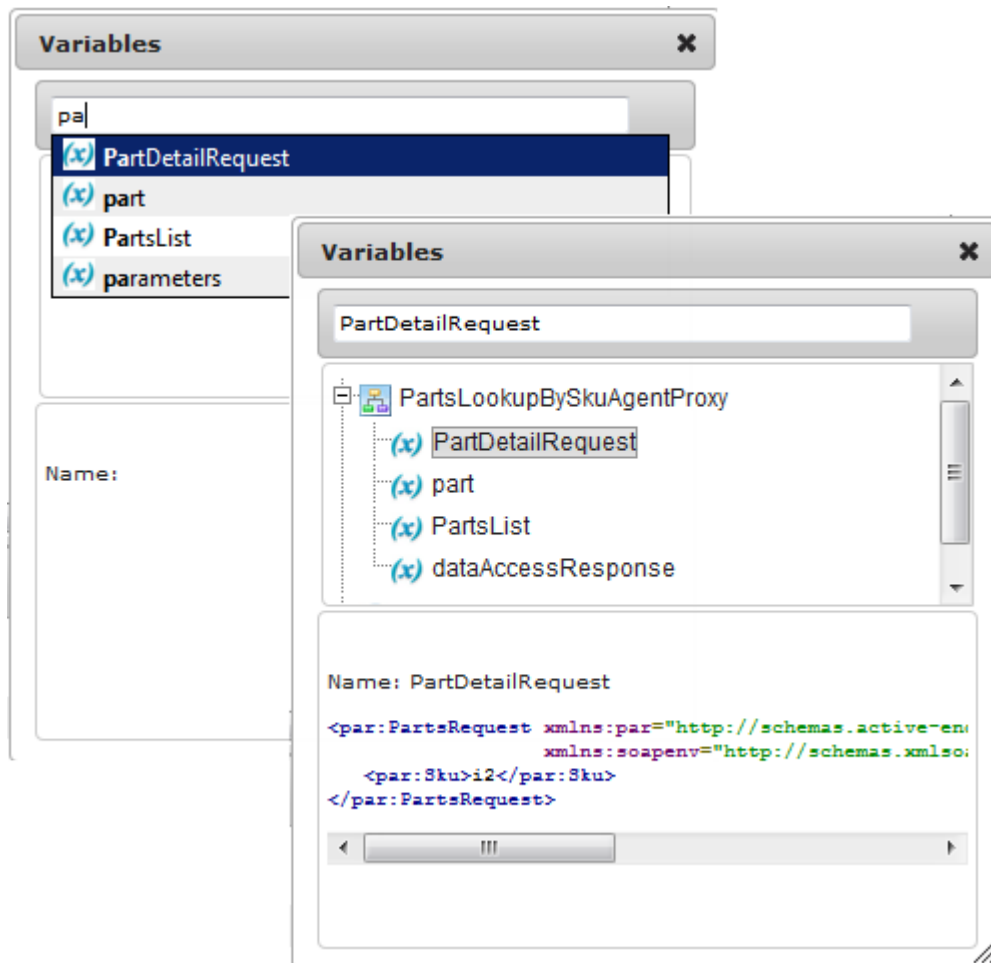 Variables
pa
(x) PartDetailRequest
(x) part
(x) PartsList
(x) parameters
Name:
Variables
PartDetailRequest
PartsLookupBySkuAgentProxy
(x) PartDetailRequest
(x) part
(x) PartsList
(x) dataAccessResponse
Name: PartDetailRequest
<par:PartsRequest xmlns:par="http://schemas.active-en
xmlns:soapenv="http://schemas.xmlsoa
<par:Sku>i2</par:Sku>
</par:PartsRequest>